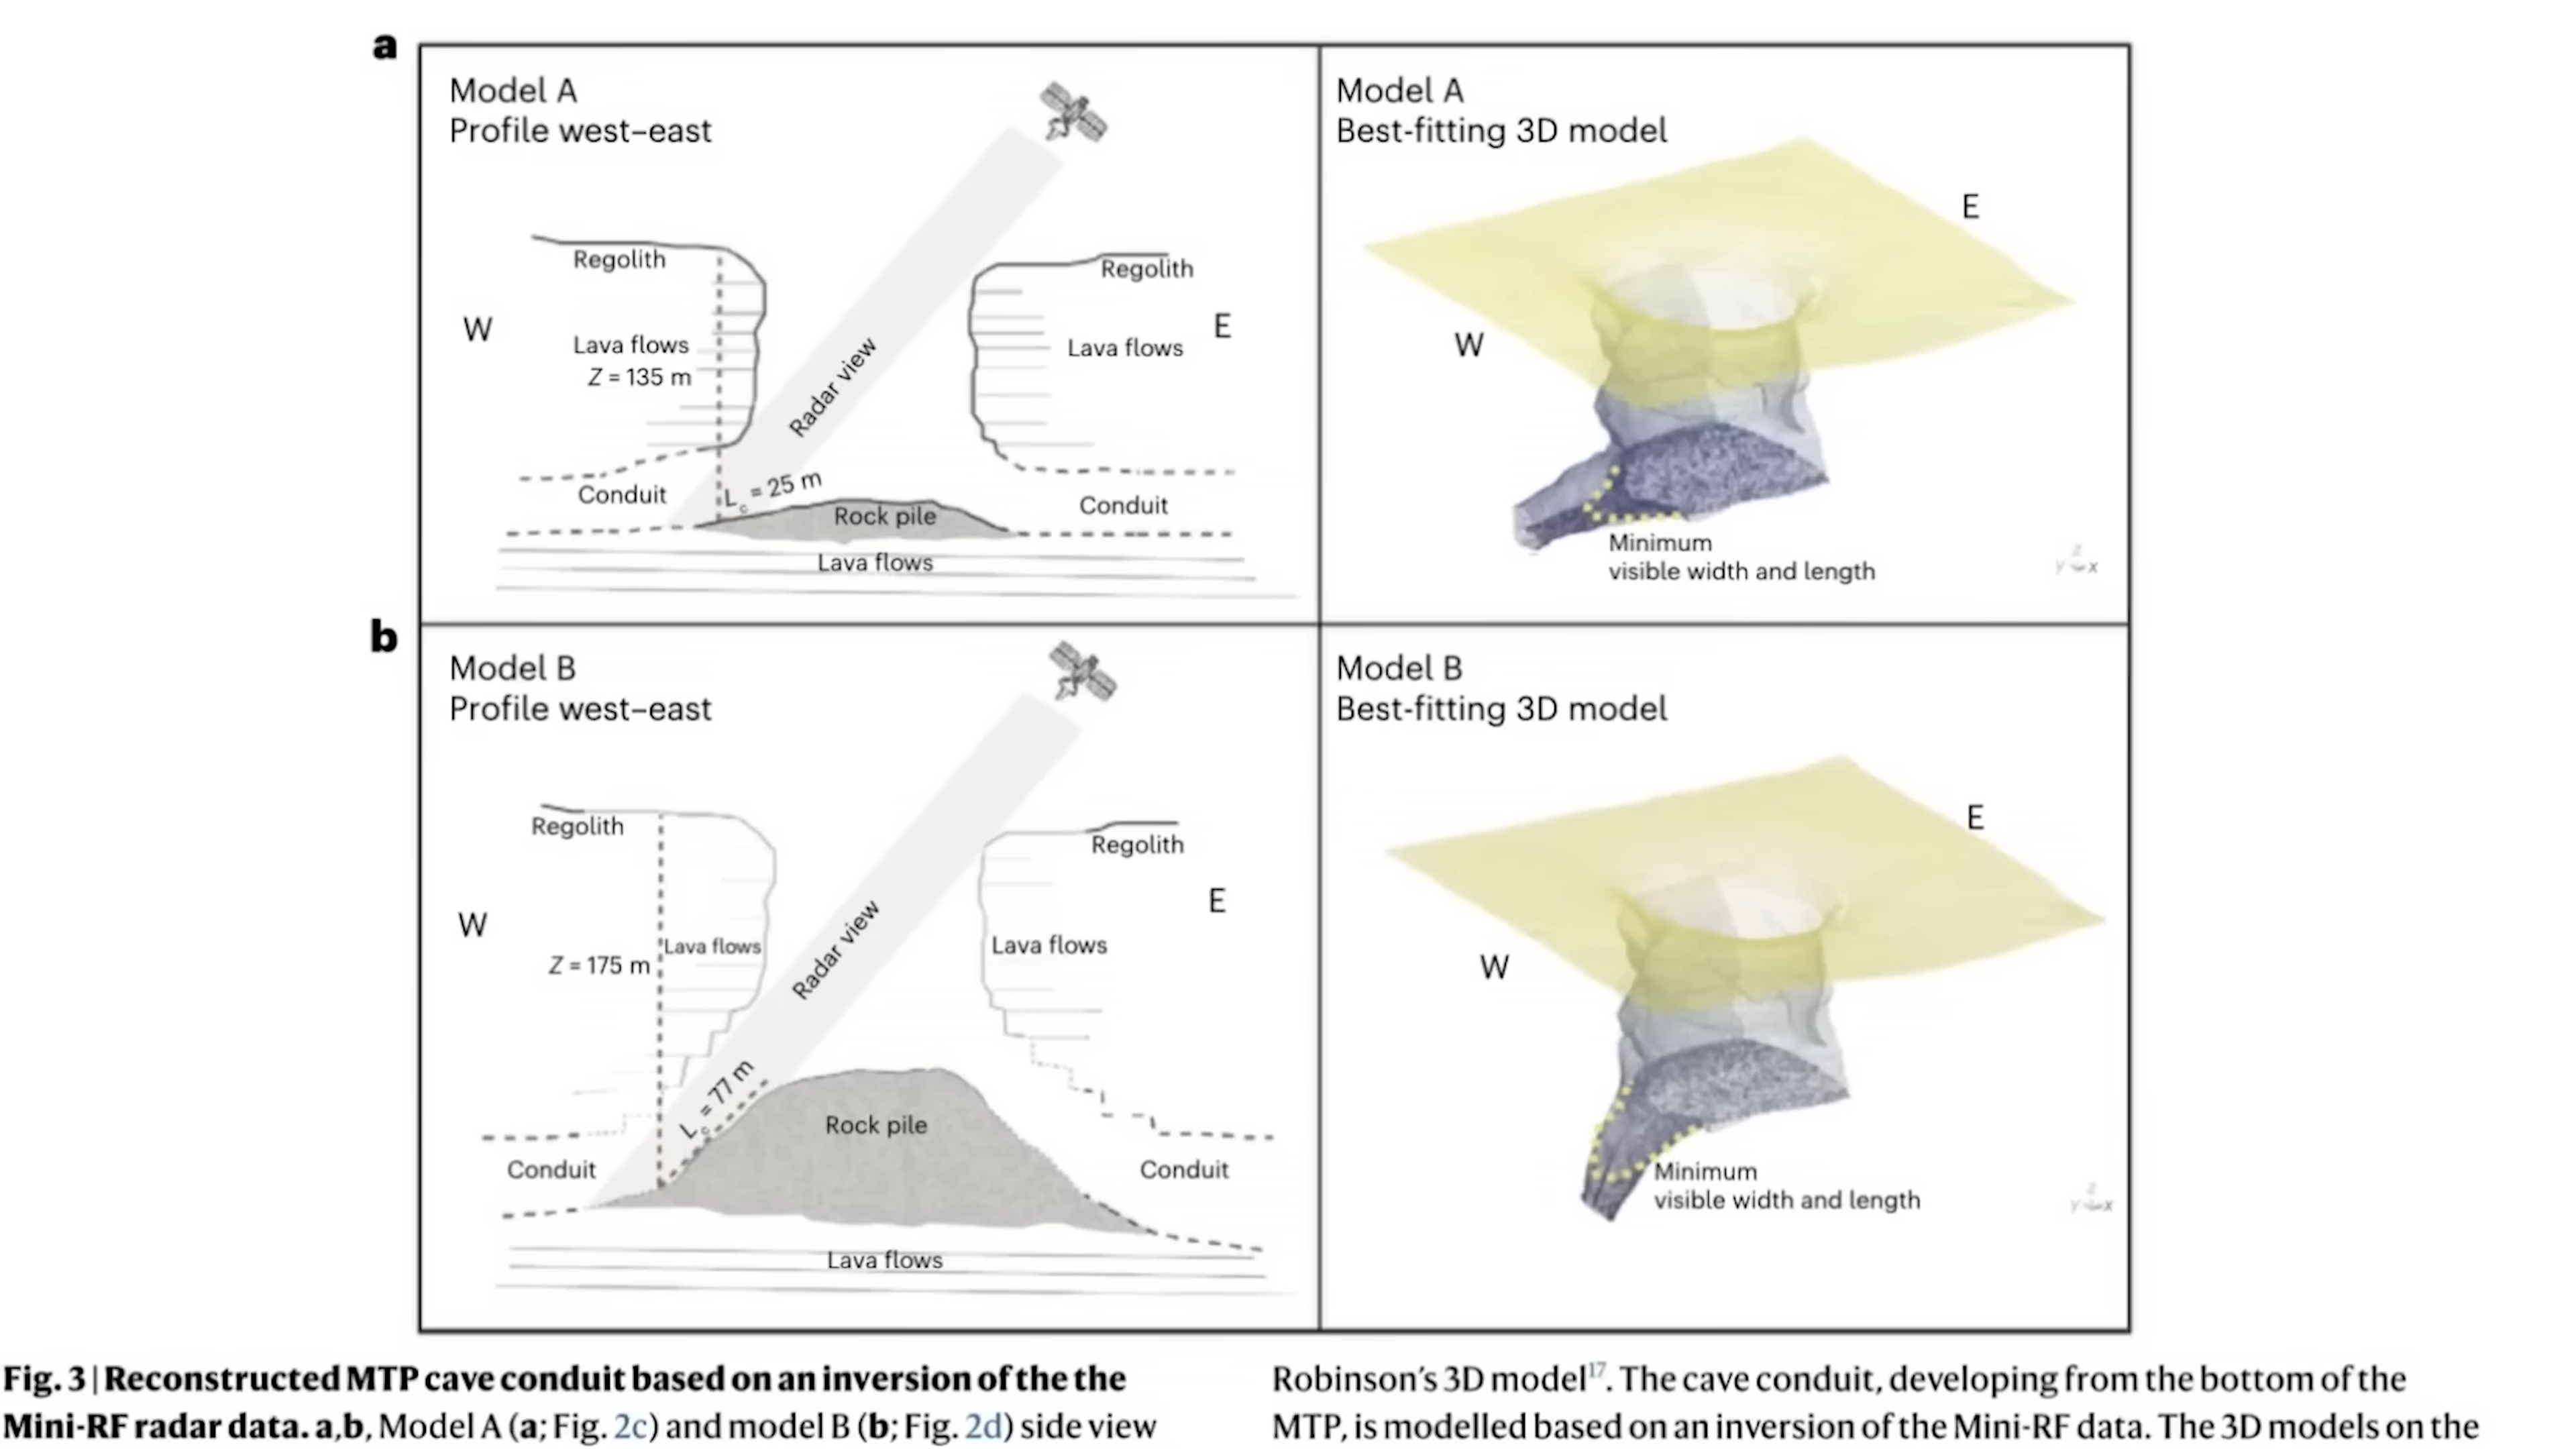 a
Model A
Profile west–east
Regolith
Regolith
W
Lava flows
Z = 135 m
Radar view
Lava flows
E
Lc = 25 m
Conduit
Rock pile
Conduit
Lava flows
Model A
Best-fitting 3D model
E
W
Minimum
visible width and length
z
y x
b
Model B
Profile west–east
Regolith
Regolith
W
Z = 175 m
Lava flows
Radar view
Lava flows
E
Lc = 77 m
Conduit
Rock pile
Conduit
Lava flows
Model B
Best-fitting 3D model
E
W
Minimum
visible width and length
z
y x
Fig. 3 | Reconstructed MTP cave conduit based on an inversion of the the
Mini-RF radar data. a,b, Model A (a; Fig. 2c) and model B (b; Fig. 2d) side view
Robinson’s 3D model17. The cave conduit, developing from the bottom of the
MTP, is modelled based on an inversion of the Mini-RF data. The 3D models on the